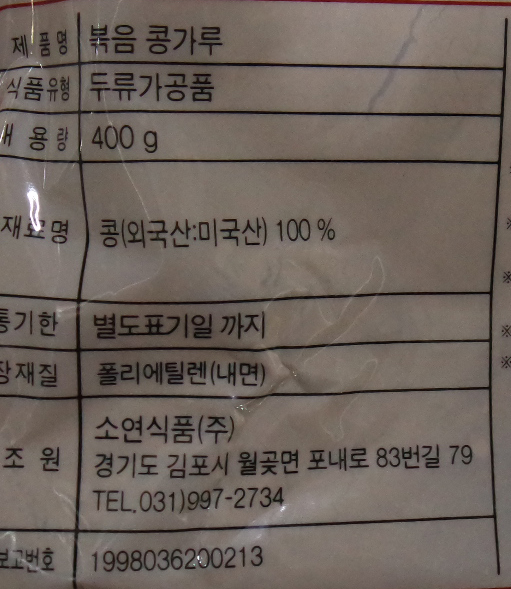 제품명 볶음 콩가루
식품유형 두류가공품
내용량 400 g
재료명 콩(외국산:미국산) 100 %
통기한 별도표기일 까지
장재질 폴리에틸렌(내면)
소연식품(주)
조원 경기도 김포시 월곶면 포내로 83번길 79
TEL.031)997-2734
보고번호 1998036200213